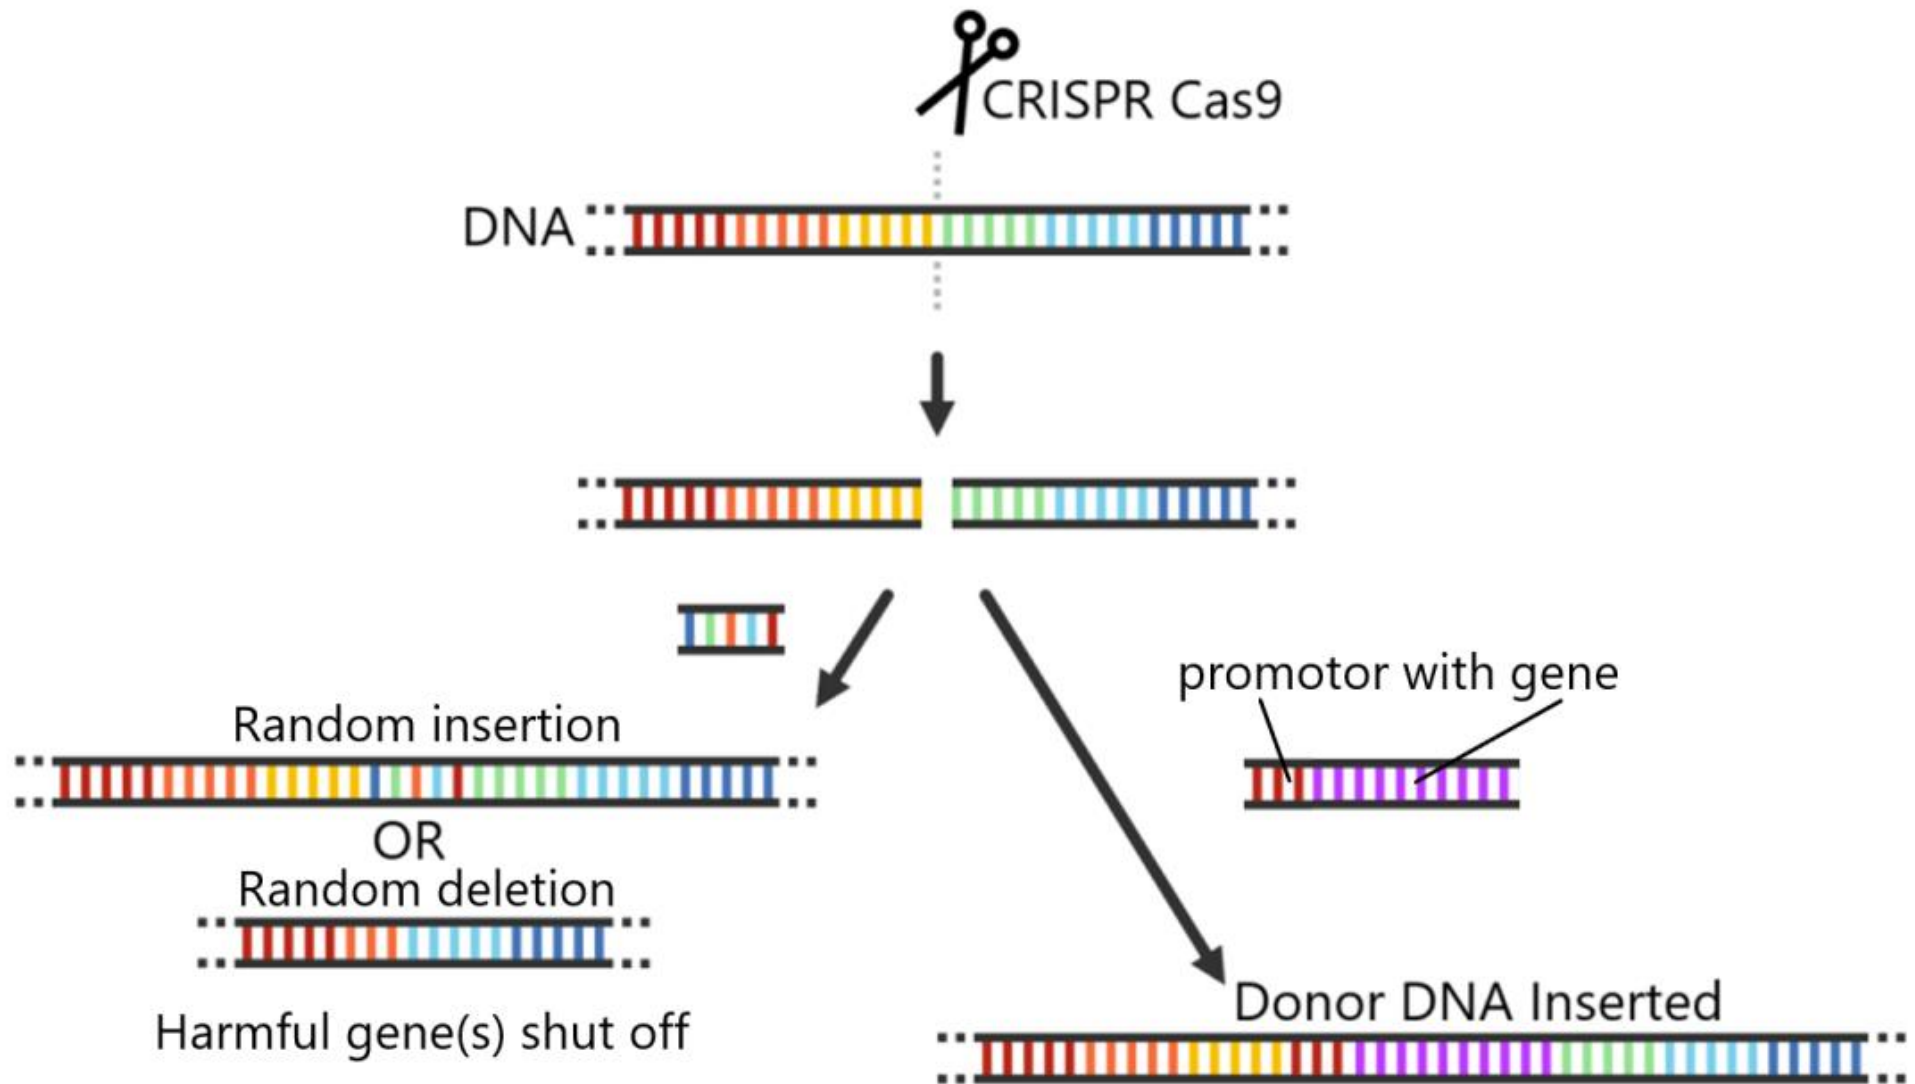 CRISPR Cas9
DNA
promotor with gene
Random insertion
OR
Random deletion
Harmful gene(s) shut off
Donor DNA Inserted